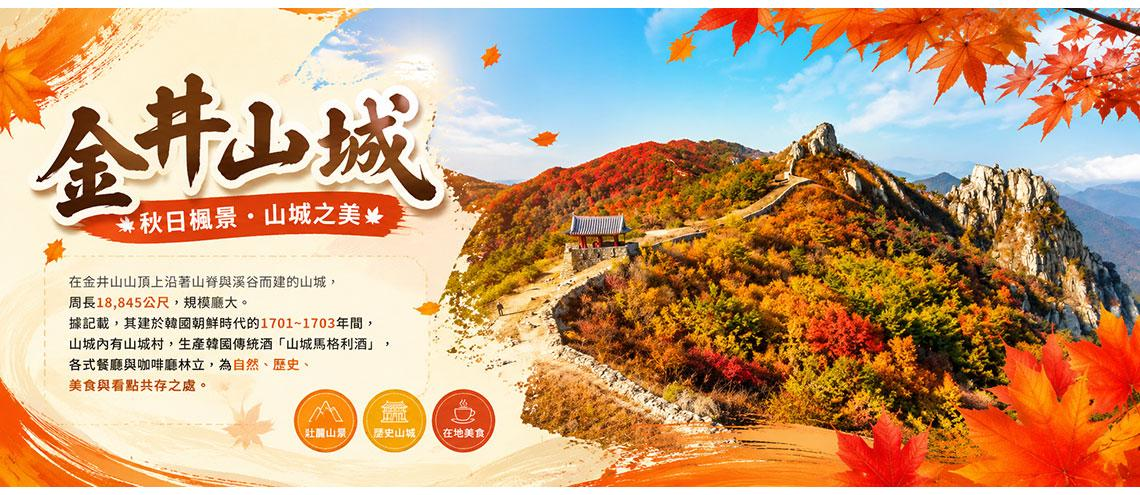 金井山城
秋日楓景・山城之美
在金井山山頂上沿著山脊與溪谷而建的山城，
周長18,845公尺，規模廳大。
據記載，其建於韓國朝鮮時代的1701~1703年間，
山城內有山城村，生產韓國傳統酒「山城馬格利酒」，
各式餐廳與咖啡廳林立，為自然、歷史、
美食與看點共存之處。
壯麗山景
歷史山城
在地美食